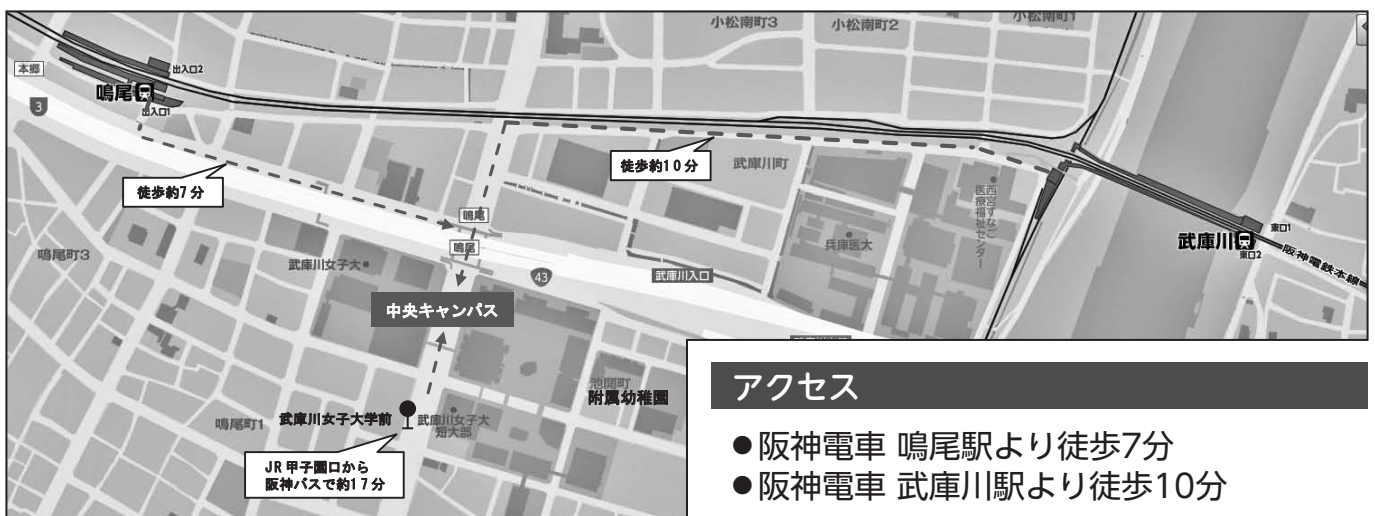 小松南町3
小松南町2
小松南町1
本郷
出入口2
鳴尾
出入口1
3
徒歩約7分
徒歩約10分
武庫川町
西宮すなご
医療福祉センター
兵庫医大
武庫川
東口1
東口2
阪神電鉄本線
鳴尾
鳴尾
鳴尾町3
武庫川女子大
43
武庫川入口
中央キャンパス
池開町
附属幼稚園
鳴尾町1
武庫川女子大学前
武庫川女子大
短大部
JR甲子園口から
阪神バスで約17分
アクセス
●阪神電車 鳴尾駅より徒歩7分
●阪神電車 武庫川駅より徒歩10分